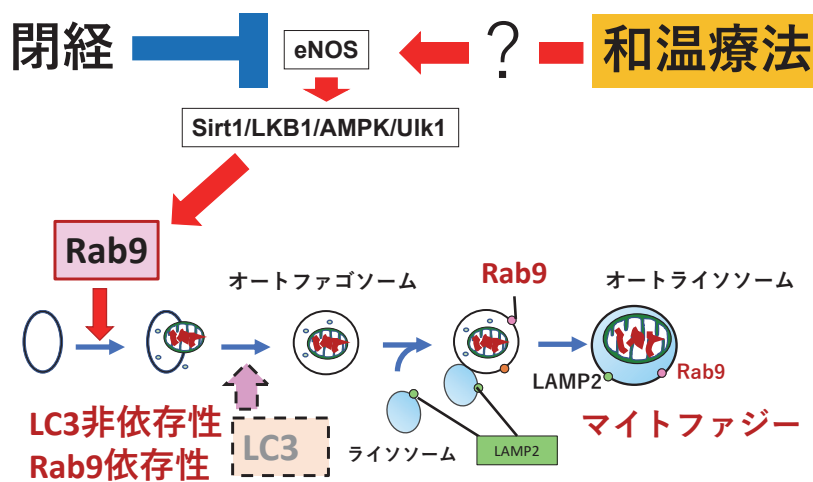 閉経
eNOS
?
和温療法
Sirt1/LKB1/AMPK/Ulk1
Rab9
オートファゴソーム
Rab9
オートライソソーム
LAMP2
Rab9
LC3非依存性
Rab9依存性
LC3
ライソソーム
LAMP2
マイトファジー